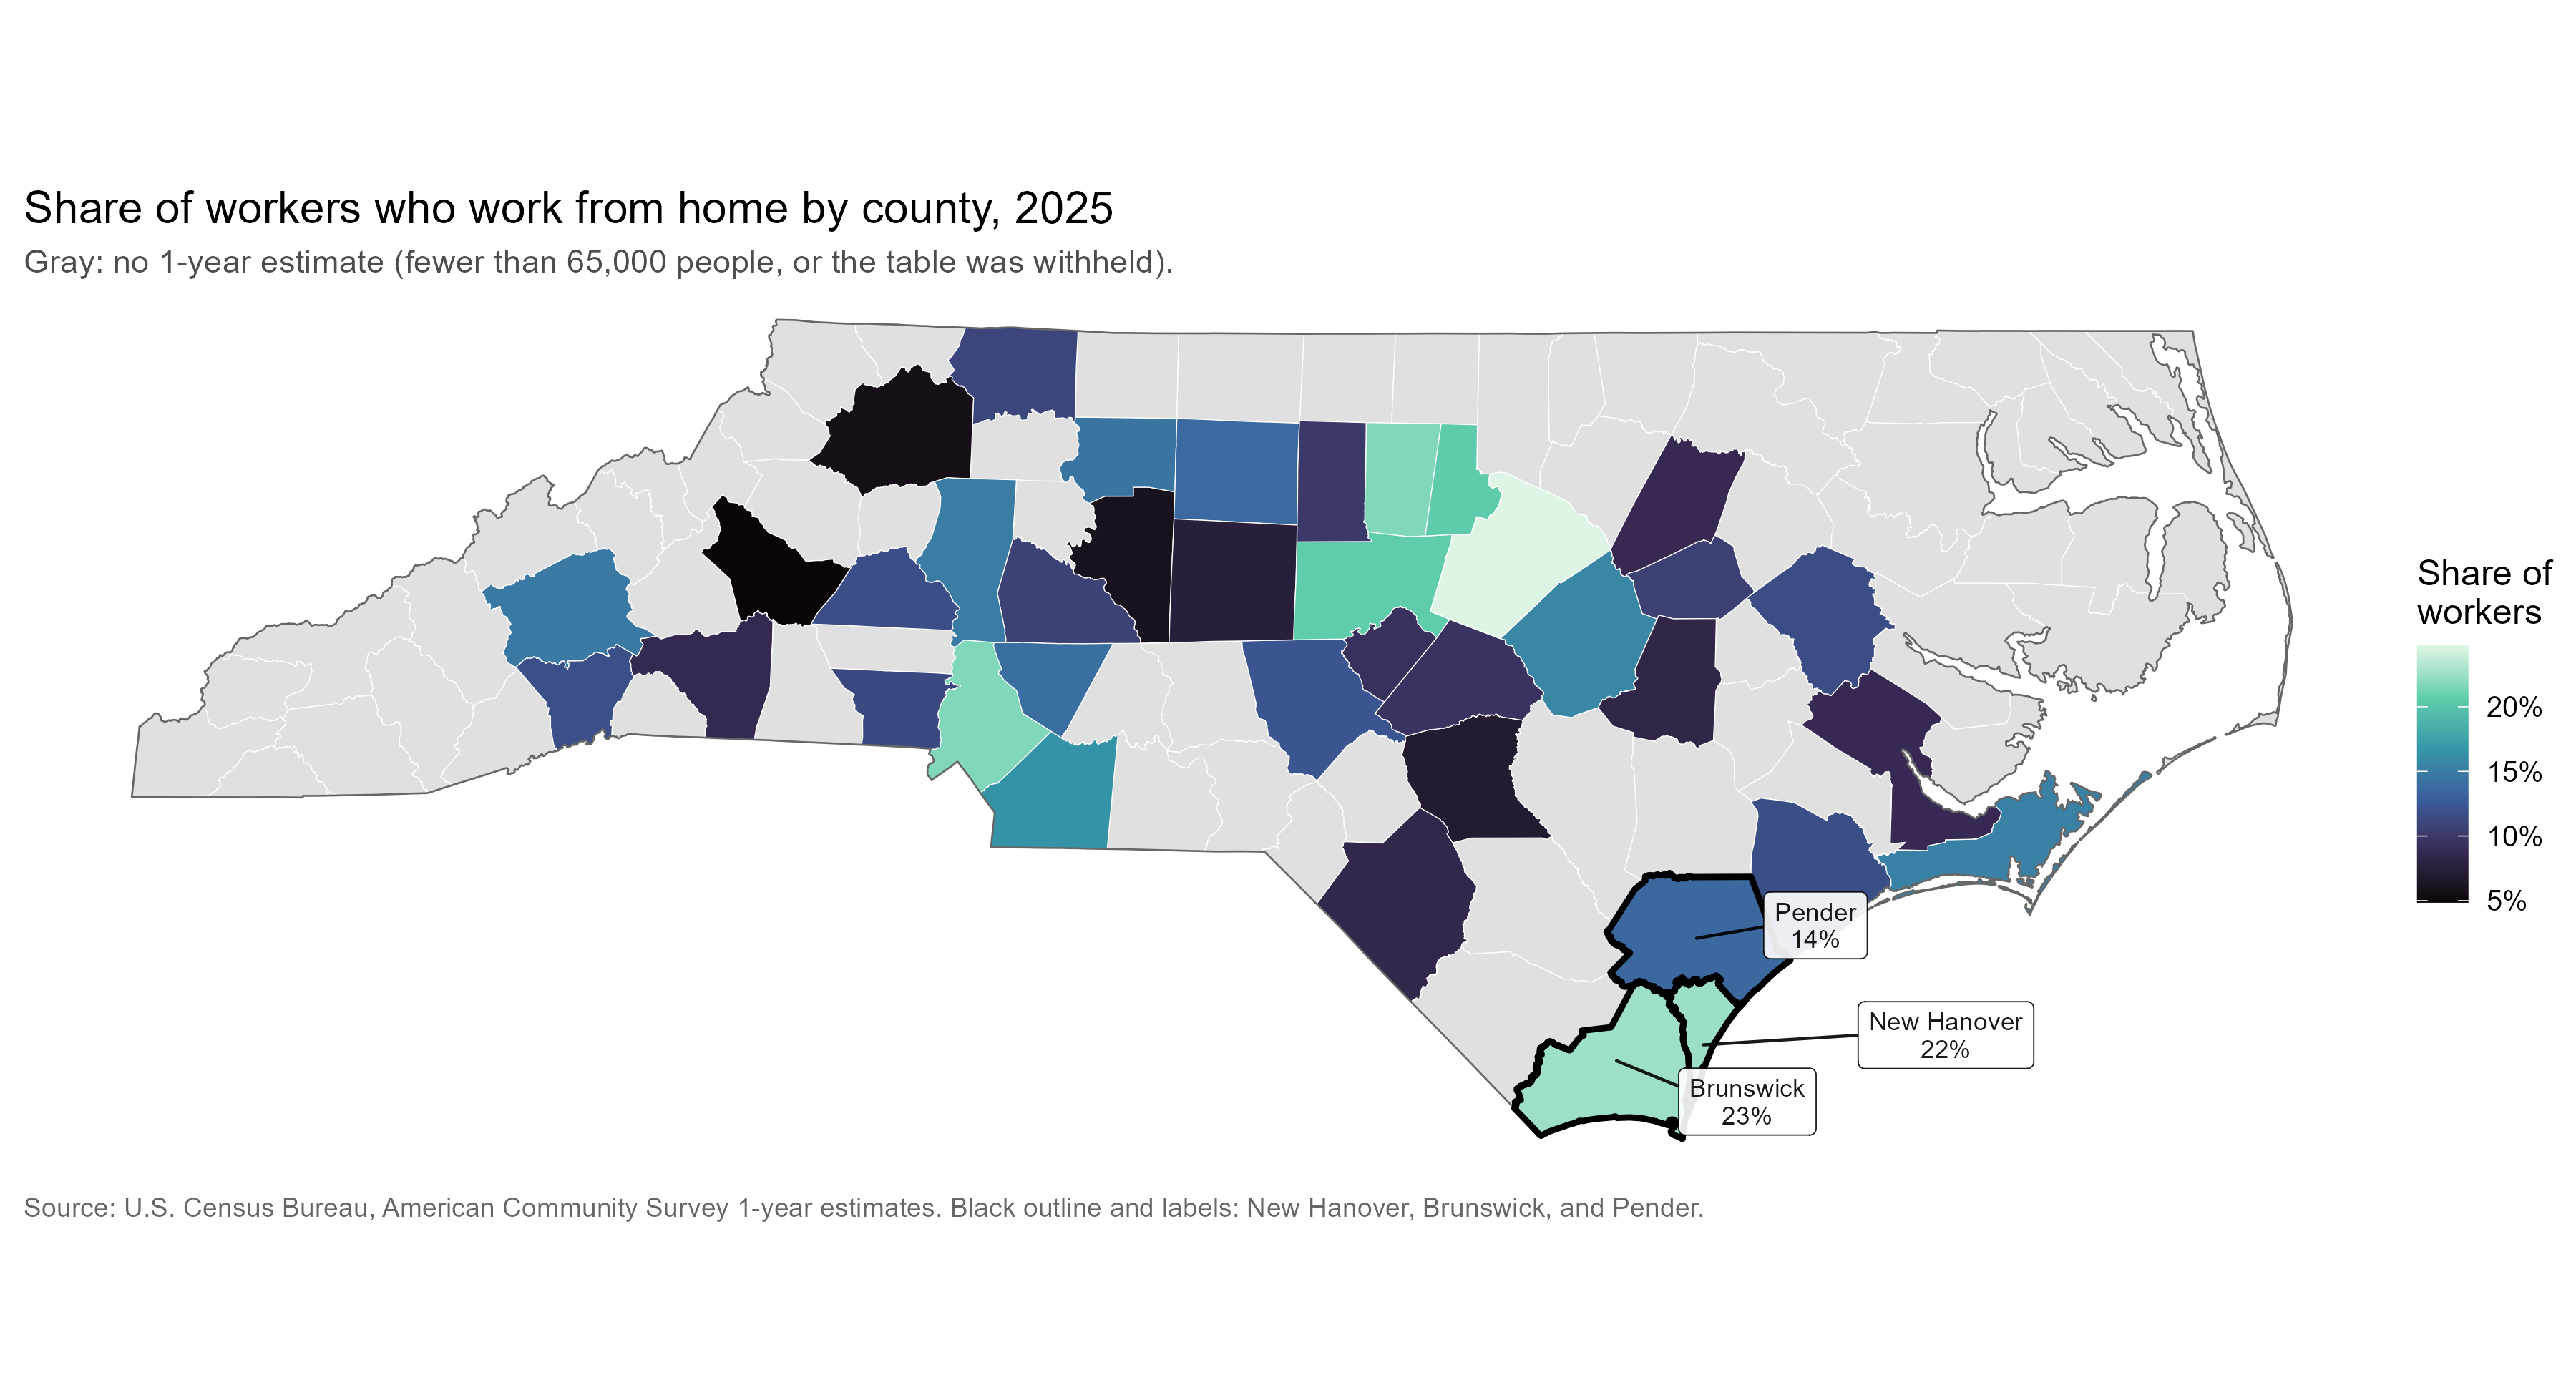 Share of workers who work from home by county, 2025
Gray: no 1-year estimate (fewer than 65,000 people, or the table was withheld).
Share of
workers
20%
15%
10%
5%
Pender
14%
New Hanover
22%
Brunswick
23%
Source: U.S. Census Bureau, American Community Survey 1-year estimates. Black outline and labels: New Hanover, Brunswick, and Pender.